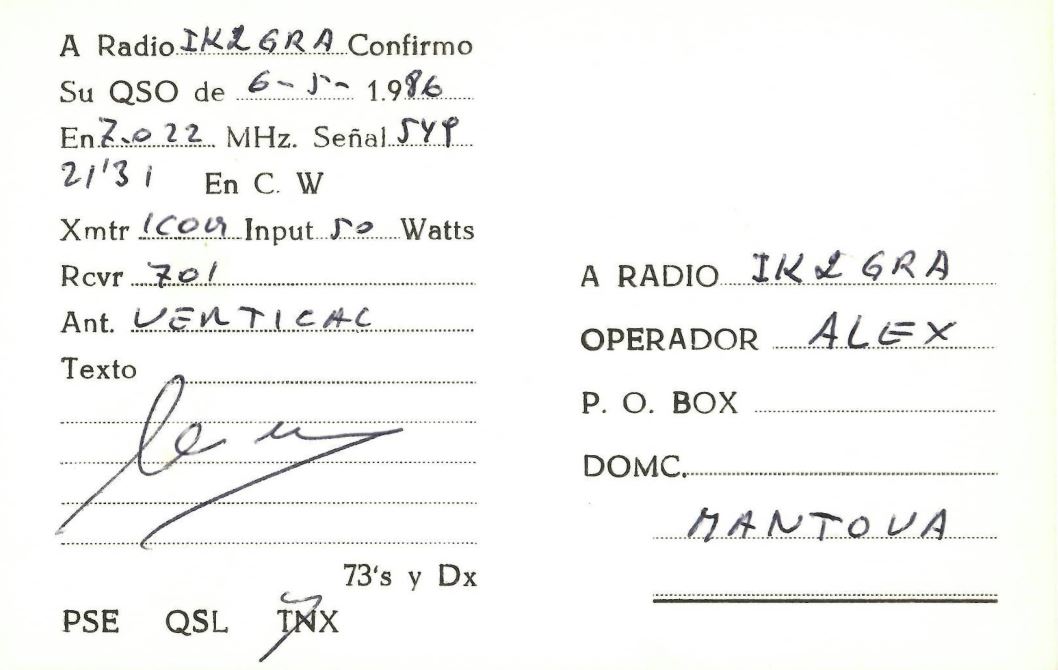 A Radio IK2GRA Confirmo
Su QSO de 6-5- 1.986
En 7.022 MHz. Señal 549
21'31 En C. W
Xmtr ICOM Input 50 Watts
Rcvr 701
Ant. VERTICAL
Texto
73's y Dx
PSE QSL TNX
A RADIO IK2GRA
OPERADOR ALEX
P. O. BOX
DOMC.
MANTOVA